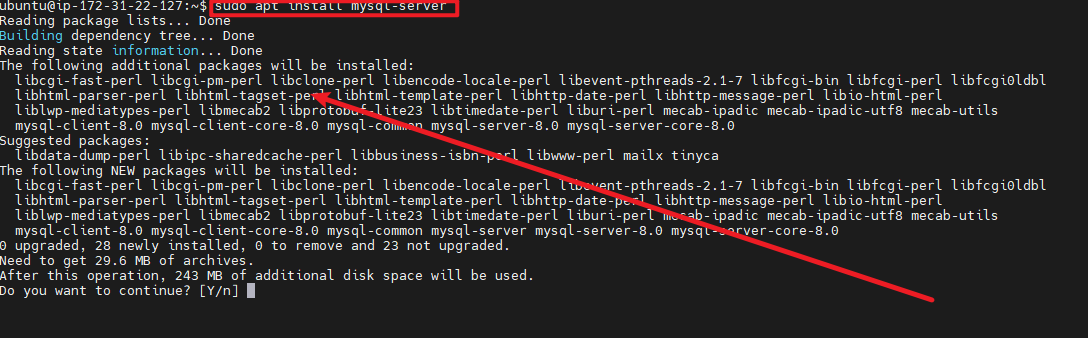 ubuntu@ip-172-31-22-127:~$ sudo apt install mysql-server
Reading package lists... Done
Building dependency tree... Done
Reading state information... Done
The following additional packages will be installed:
  libcgi-fast-perl libcgi-pm-perl libclone-perl libencode-locale-perl libevent-pthreads-2.1-7 libfcgi-bin libfcgi-perl libfcgi0ldbl
  libhtml-parser-perl libhtml-tagset-perl libhtml-template-perl libhttp-date-perl libhttp-message-perl libio-html-perl
  liblwp-mediatypes-perl libmecab2 libprotobuf-lite23 libtimedate-perl liburi-perl mecab-ipadic mecab-ipadic-utf8 mecab-utils
  mysql-client-8.0 mysql-client-core-8.0 mysql-common mysql-server-8.0 mysql-server-core-8.0
Suggested packages:
  libdata-dump-perl libipc-sharedcache-perl libbusiness-isbn-perl libwww-perl mailx tinyca
The following NEW packages will be installed:
  libcgi-fast-perl libcgi-pm-perl libclone-perl libencode-locale-perl libevent-pthreads-2.1-7 libfcgi-bin libfcgi-perl libfcgi0ldbl
  libhtml-parser-perl libhtml-tagset-perl libhtml-template-perl libhttp-date-perl libhttp-message-perl libio-html-perl
  liblwp-mediatypes-perl libmecab2 libprotobuf-lite23 libtimedate-perl liburi-perl mecab-ipadic mecab-ipadic-utf8 mecab-utils
  mysql-client-8.0 mysql-client-core-8.0 mysql-common mysql-server mysql-server-8.0 mysql-server-core-8.0
0 upgraded, 28 newly installed, 0 to remove and 23 not upgraded.
Need to get 29.6 MB of archives.
After this operation, 243 MB of additional disk space will be used.
Do you want to continue? [Y/n]